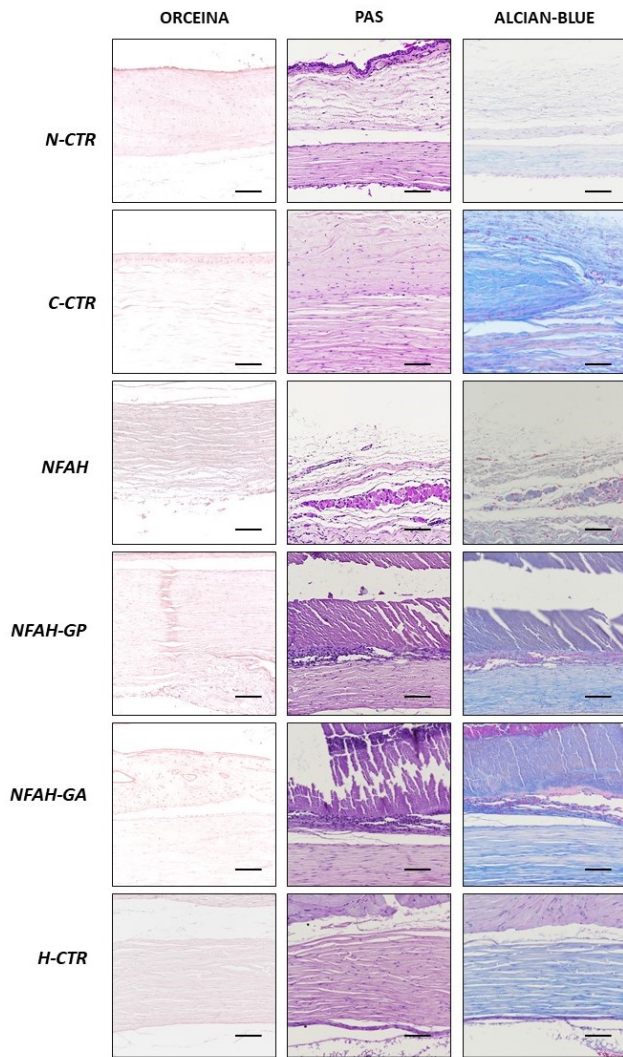 ORCEINA PAS ALCIAN-BLUE
N-CTR
C-CTR
NFAH
NFAH-GP
NFAH-GA
H-CTR